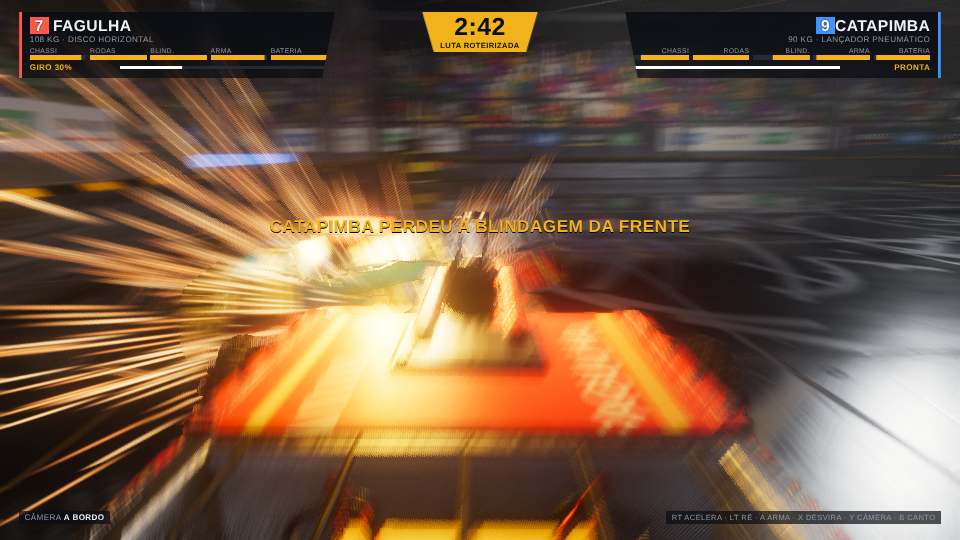 7 FAGULHA
108 KG · DISCO HORIZONTAL
CHASSI RODAS BLIND. ARMA BATERIA
GIRO 30%
2:42
LUTA ROTEIRIZADA
9 CATAPIMBA
90 KG · LANÇADOR PNEUMÁTICO
CHASSI RODAS BLIND. ARMA BATERIA
PRONTA
CATAPIMBA PERDEU A BLINDAGEM DA FRENTE
CÂMERA A BORDO
RT ACELERA · LT RÉ · A ARMA · X DESVIRA · Y CÂMERA · B CANTO